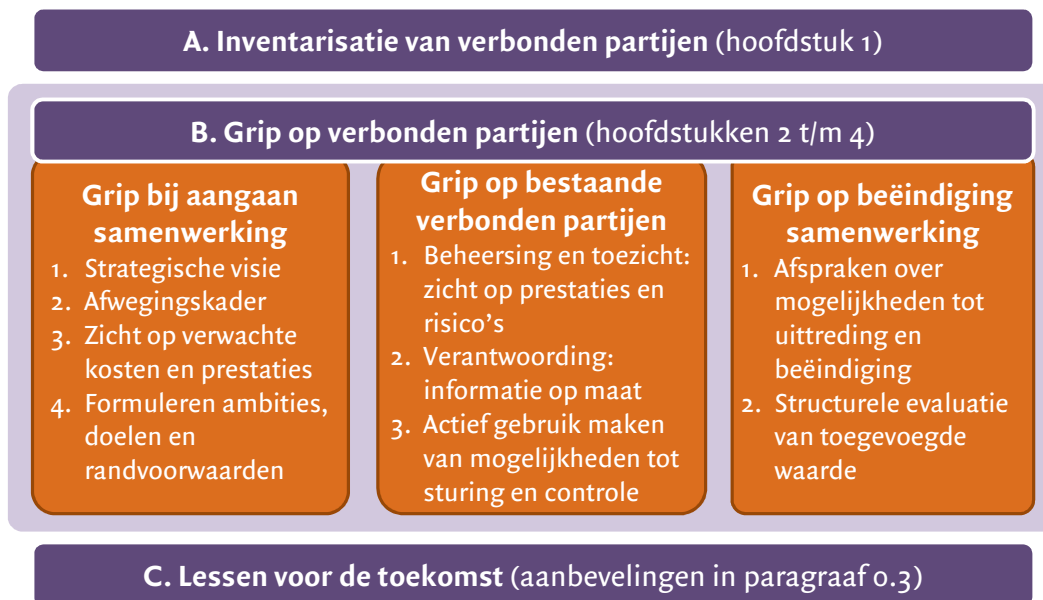 A. Inventarisatie van verbonden partijen (hoofdstuk 1)
B. Grip op verbonden partijen (hoofdstukken 2 t/m 4)
Grip bij aangaan
samenwerking
1. Strategische visie
2. Afwegingskader
3. Zicht op verwachte
kosten en prestaties
4. Formuleren ambities,
doelen en
randvoorwaarden
Grip op bestaande
verbonden partijen
1. Beheersing en toezicht:
zicht op prestaties en
risico's
2. Verantwoording:
informatie op maat
3. Actief gebruik maken
van mogelijkheden tot
sturing en controle
Grip op beëindiging
samenwerking
1. Afspraken over
mogelijkheden tot
uittreding en
beëindiging
2. Structurele evaluatie
van toegevoegde
waarde
C. Lessen voor de toekomst (aanbevelingen in paragraaf 0.3)